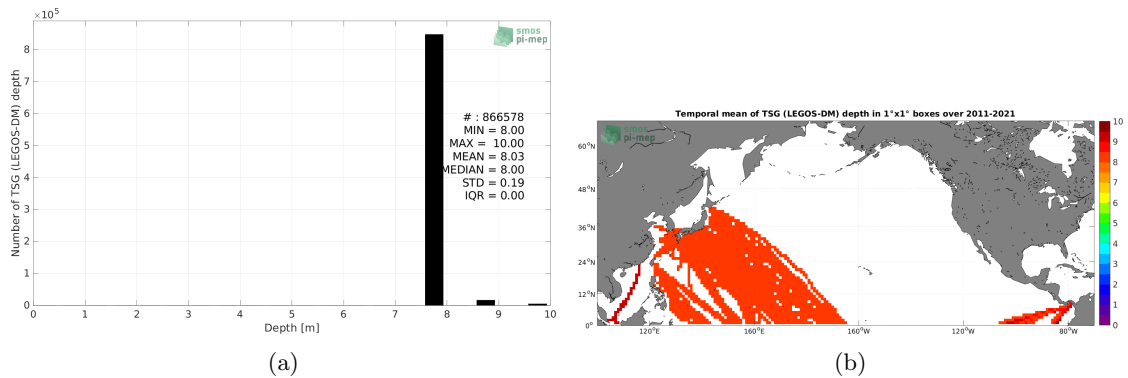 ×10⁵
8
7
6
5
4
3
2
1
0
Number of TSG (LEGOS-DM) depth
smos
pi-mep
# : 866578
MIN = 8.00
MAX = 10.00
MEAN = 8.03
MEDIAN = 8.00
STD = 0.19
IQR = 0.00
0 1 2 3 4 5 6 7 8 9 10
Depth [m]
(a)
Temporal mean of TSG (LEGOS-DM) depth in 1°x1° boxes over 2011-2021
smos
pi-mep
60°N
48°N
36°N
24°N
12°N
0°
120°E 160°E 160°W 120°W 80°W
10
9
8
7
6
5
4
3
2
1
0
(b)